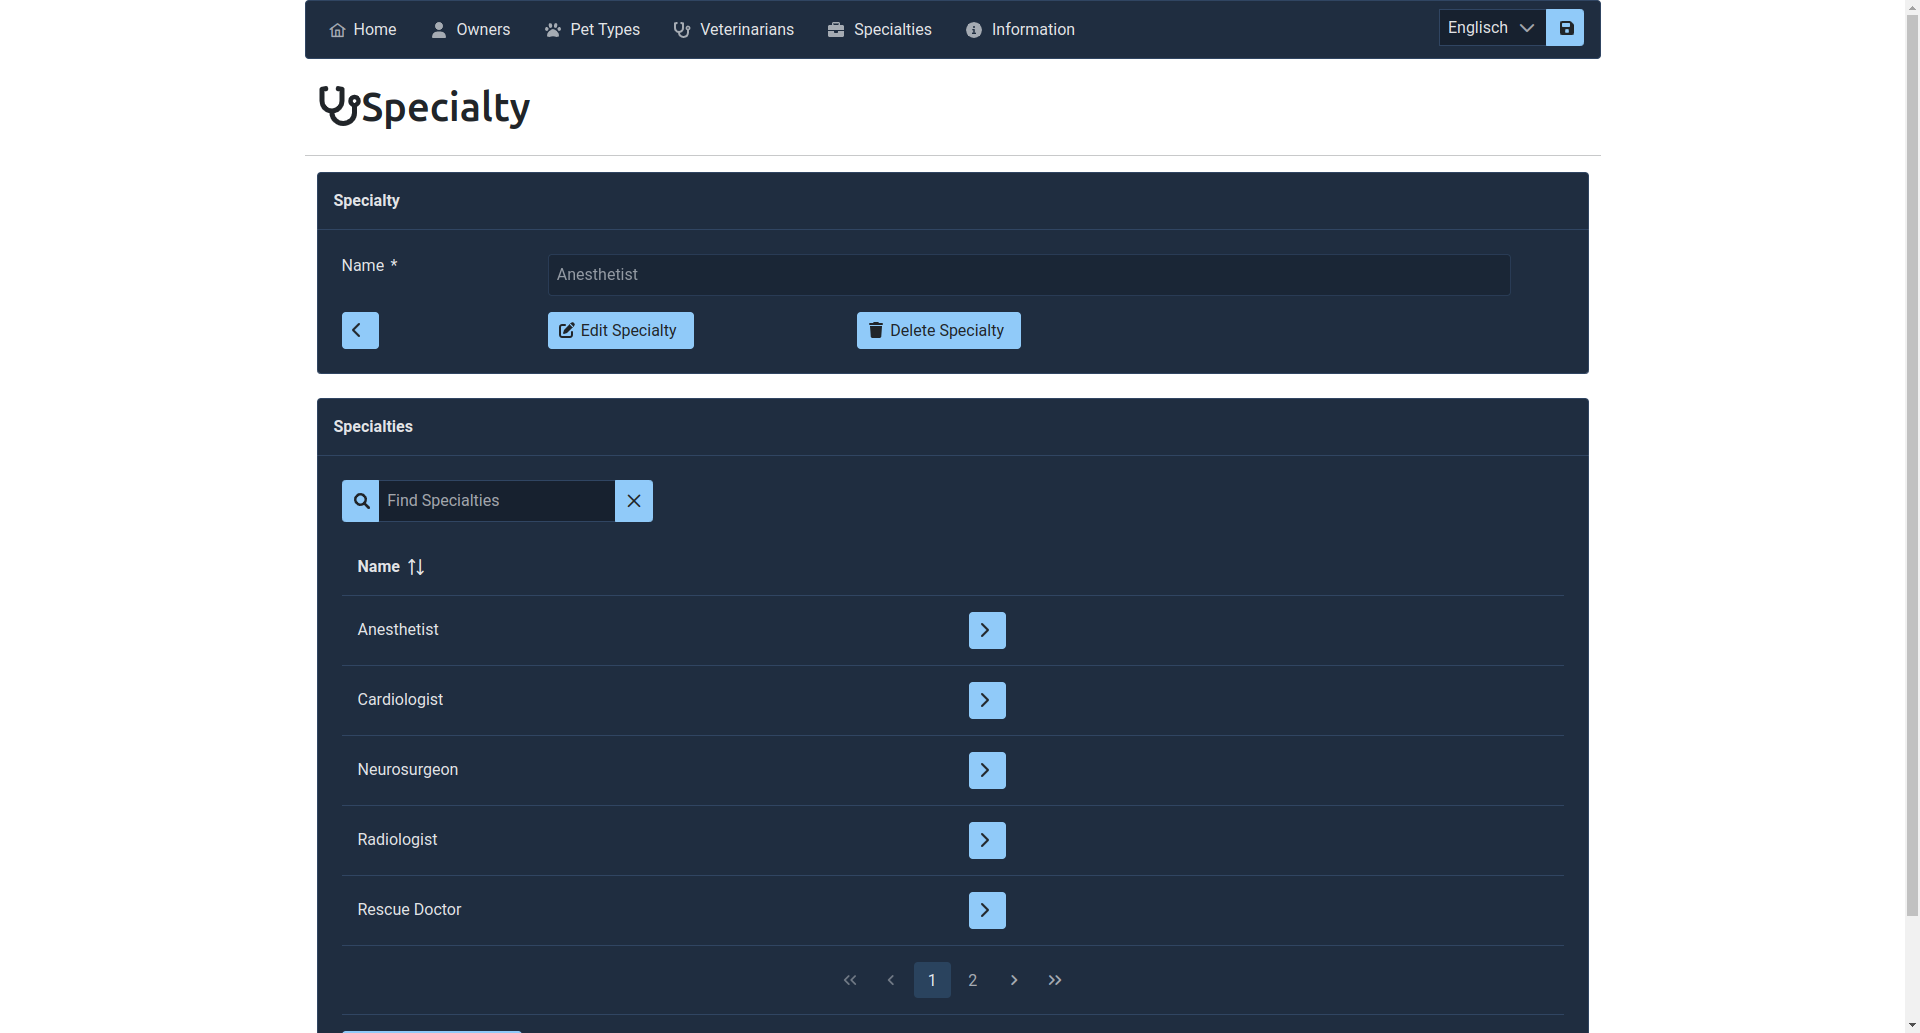 Home Owners Pet Types Veterinarians Specialties Information Englisch
Specialty
Specialty
Name *
Anesthetist
Edit Specialty Delete Specialty
Specialties
Find Specialties
Name
Anesthetist
Cardiologist
Neurosurgeon
Radiologist
Rescue Doctor
1 2